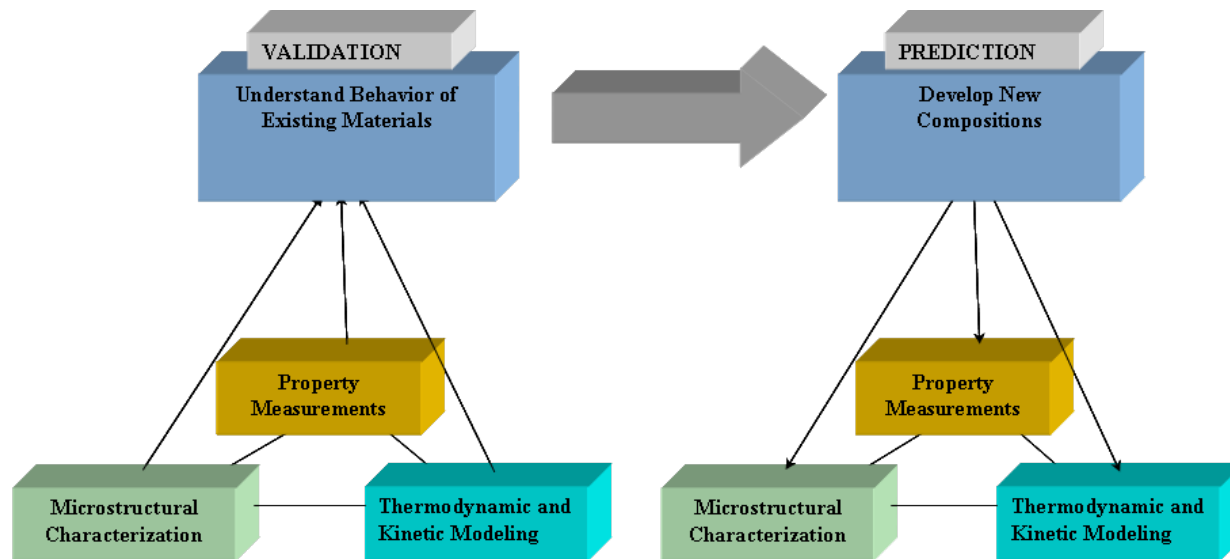 VALIDATION
Understand Behavior of
Existing Materials
Property
Measurements
Microstructural
Characterization
Thermodynamic and
Kinetic Modeling
PREDICTION
Develop New
Compositions
Property
Measurements
Microstructural
Characterization
Thermodynamic and
Kinetic Modeling